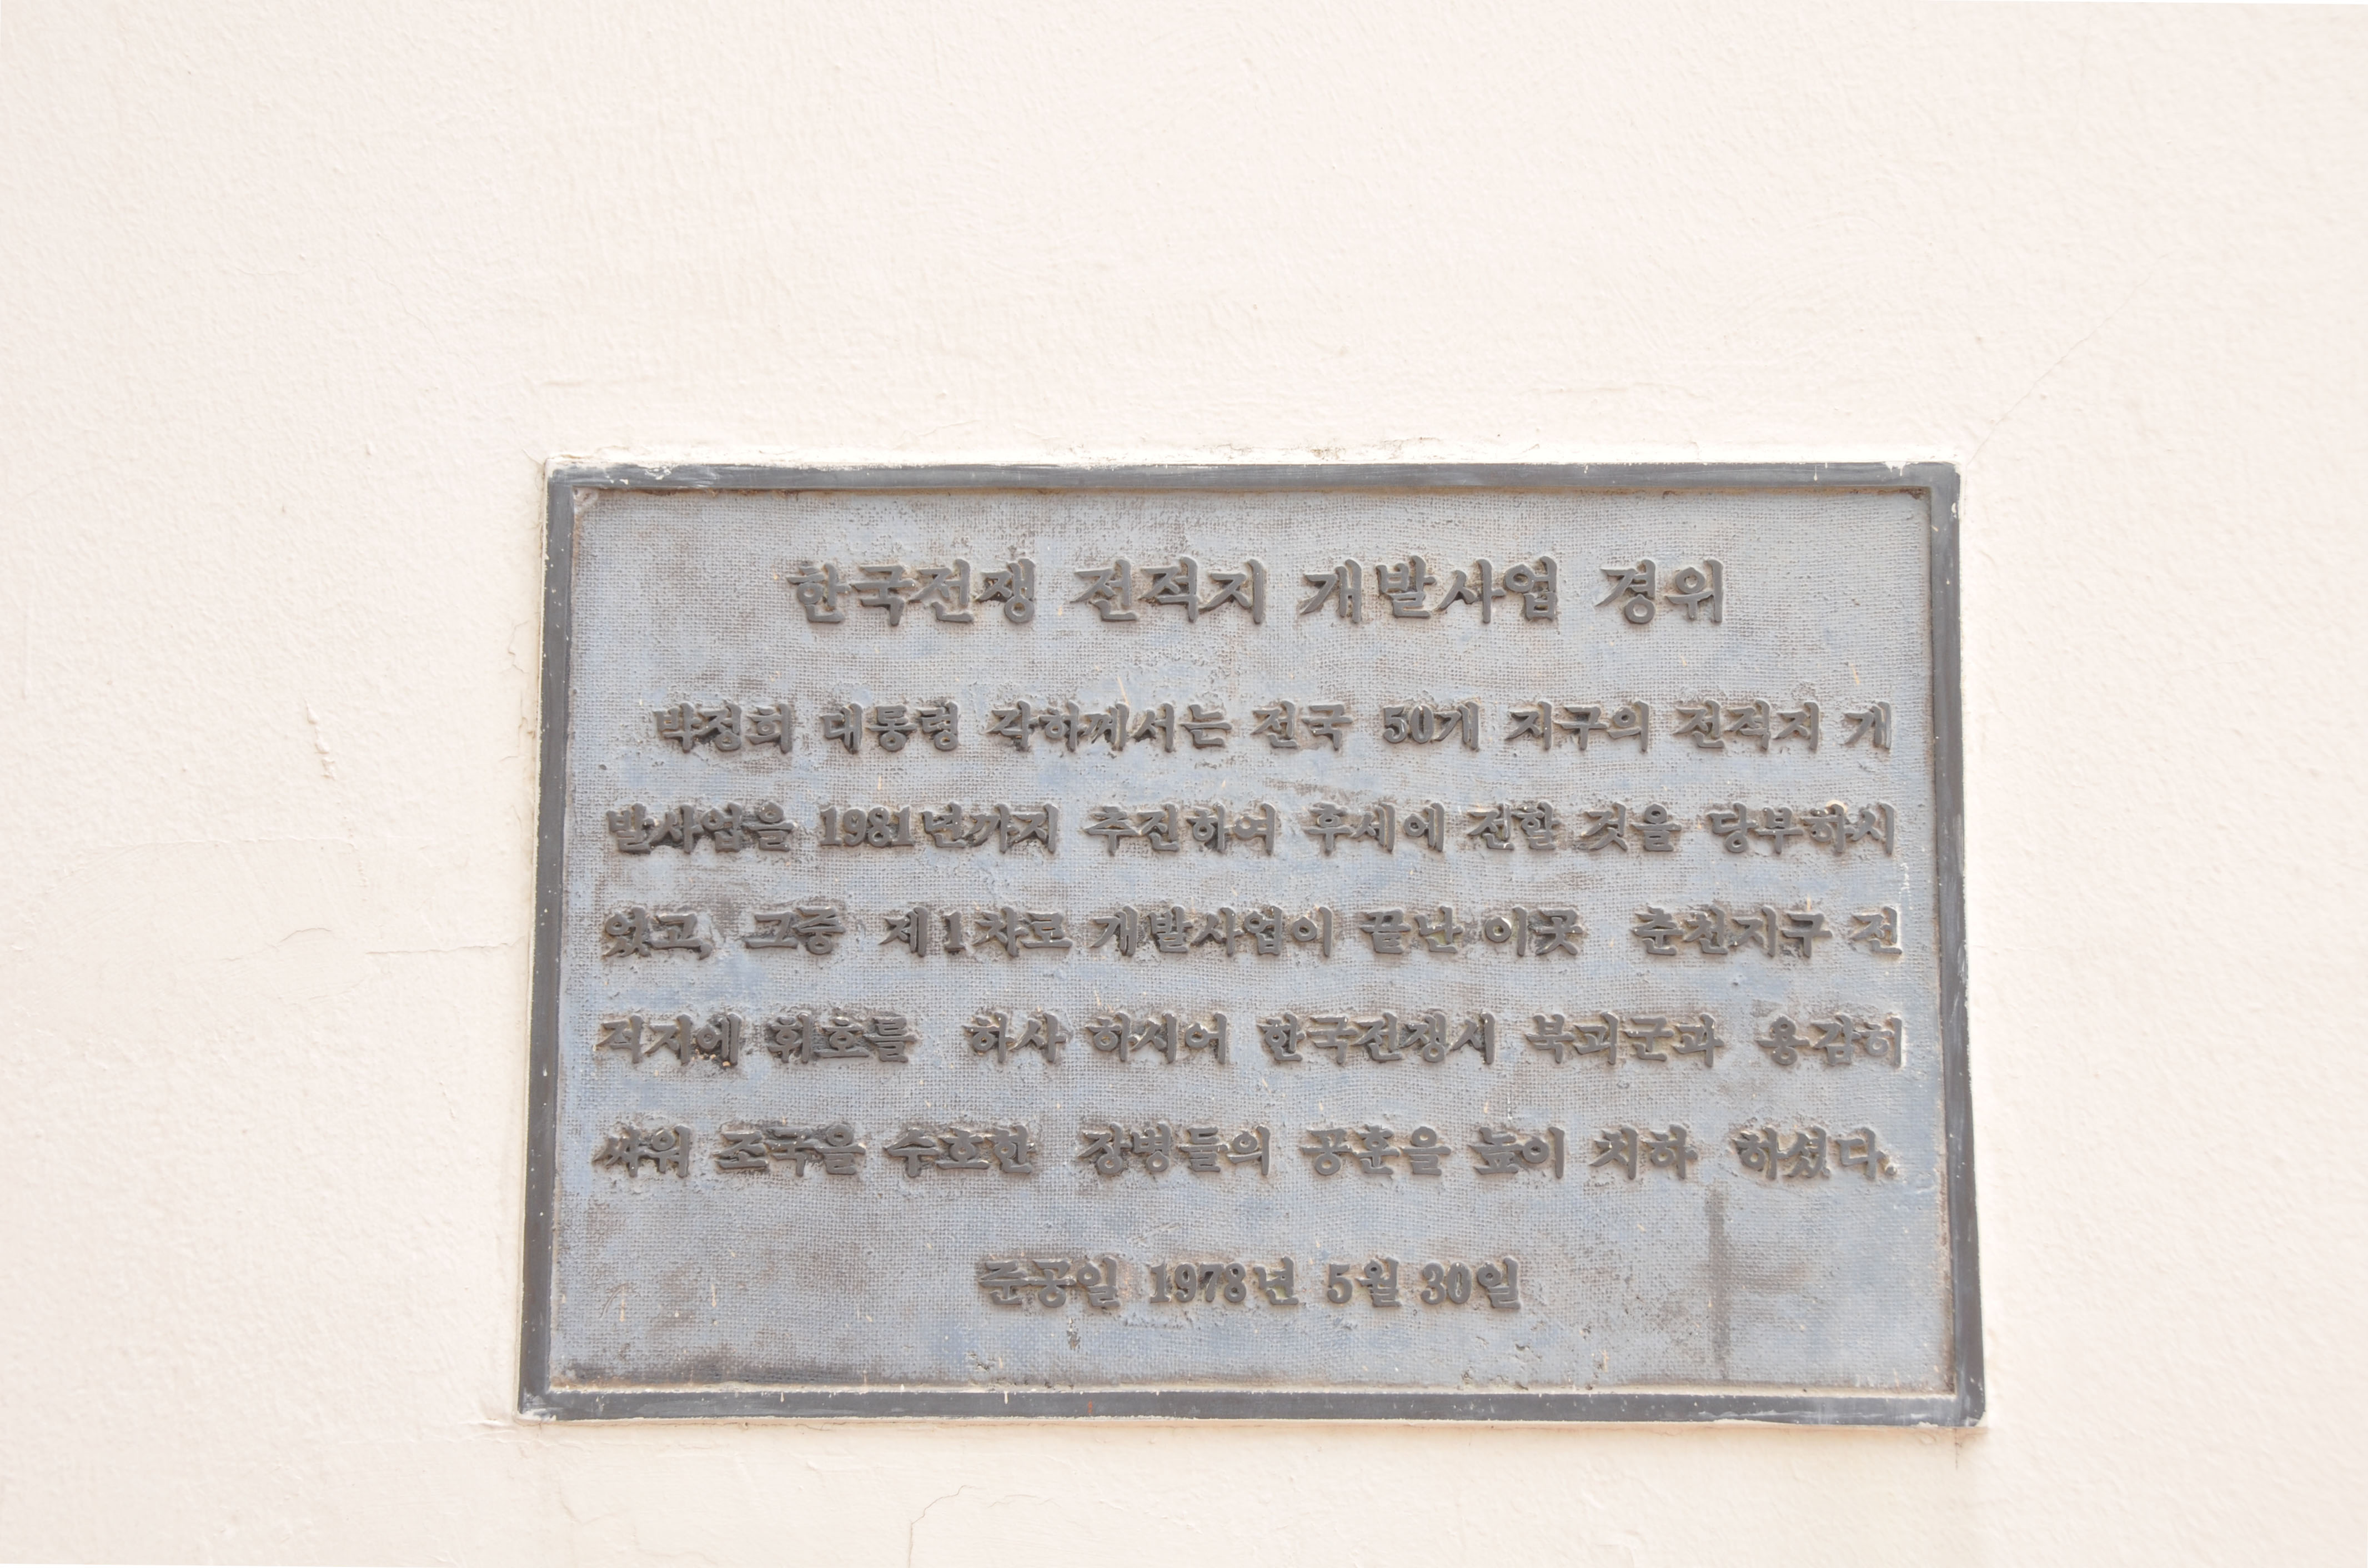 한국전쟁 전적지 개발사업 경위
박정희 대통령 각하께서는 전국 50개 지구의 전적지 개
발사업을 1981년까지 추진하여 후세에 전할 것을 당부하시
었고, 그중 제1차로 개발사업이 끝난 이곳 춘천지구 전
적지에 휘호를 하사 하시어 한국전쟁시 북괴군과 용감히
싸워 조국을 수호한 장병들의 공훈을 높이 치하 하셨다.
준공일 1978년 5월 30일